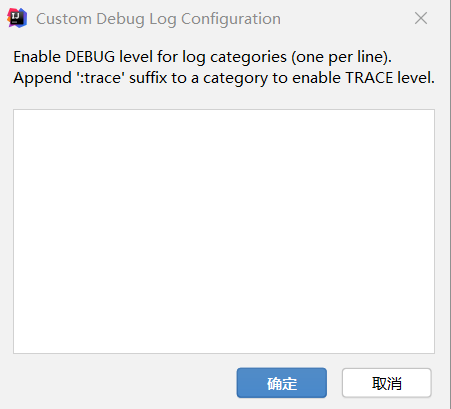 Custom Debug Log Configuration
Enable DEBUG level for log categories (one per line).
Append ':trace' suffix to a category to enable TRACE level.
确定
取消